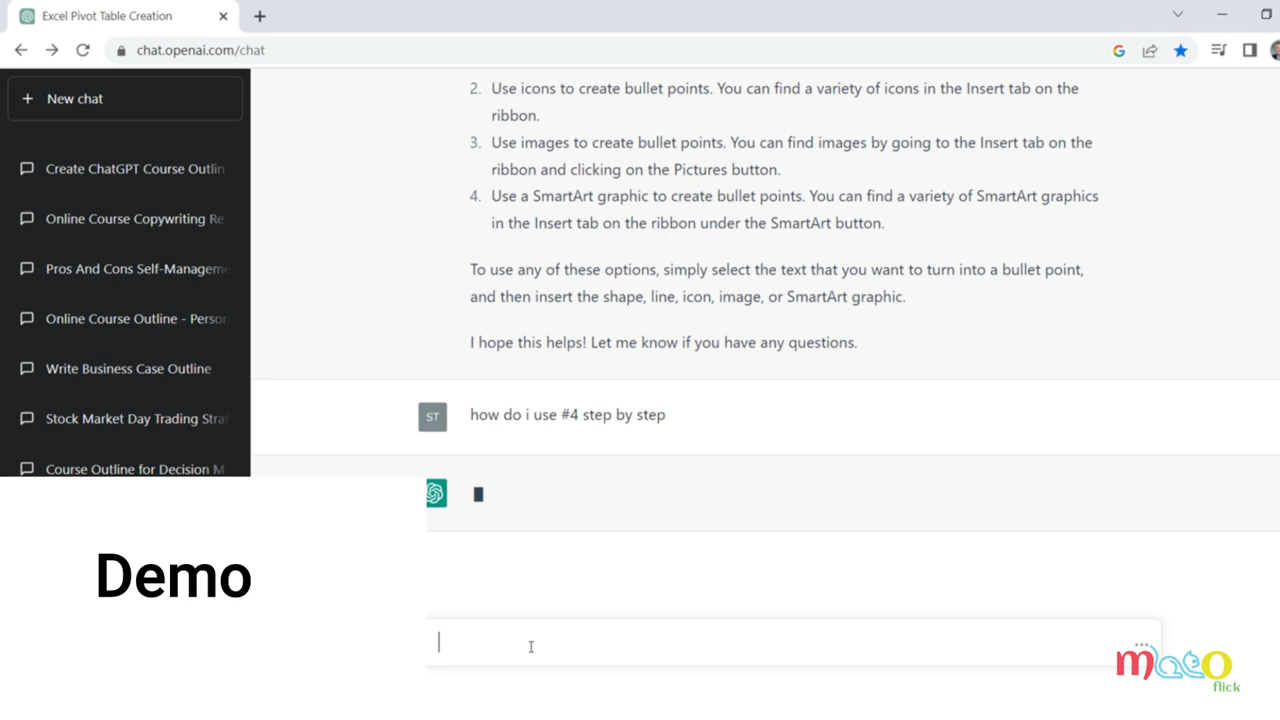 Excel Pivot Table Creation
chat.openai.com/chat
New chat
Create ChatGPT Course Outlin
Online Course Copywriting Re
Pros And Cons Self-Manageme
Online Course Outline - Person
Write Business Case Outline
Stock Market Day Trading Strat
Course Outline for Decision M
2. Use icons to create bullet points. You can find a variety of icons in the Insert tab on the
ribbon.
3. Use images to create bullet points. You can find images by going to the Insert tab on the
ribbon and clicking on the Pictures button.
4. Use a SmartArt graphic to create bullet points. You can find a variety of SmartArt graphics
in the Insert tab on the ribbon under the SmartArt button.
To use any of these options, simply select the text that you want to turn into a bullet point,
and then insert the shape, line, icon, image, or SmartArt graphic.
I hope this helps! Let me know if you have any questions.
ST
how do i use #4 step by step
Demo
flick